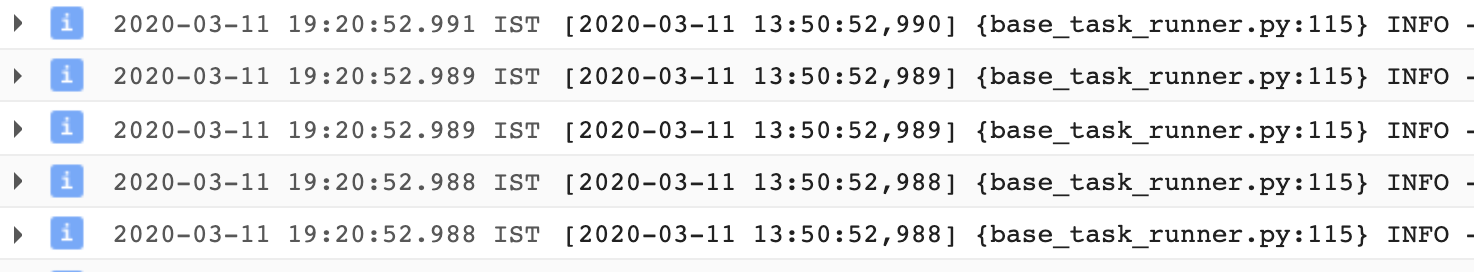 i 2020-03-11 19:20:52.991 IST [2020-03-11 13:50:52,990] {base_task_runner.py:115} INFO -
i 2020-03-11 19:20:52.989 IST [2020-03-11 13:50:52,989] {base_task_runner.py:115} INFO -
i 2020-03-11 19:20:52.989 IST [2020-03-11 13:50:52,989] {base_task_runner.py:115} INFO -
i 2020-03-11 19:20:52.988 IST [2020-03-11 13:50:52,988] {base_task_runner.py:115} INFO -
i 2020-03-11 19:20:52.988 IST [2020-03-11 13:50:52,988] {base_task_runner.py:115} INFO -